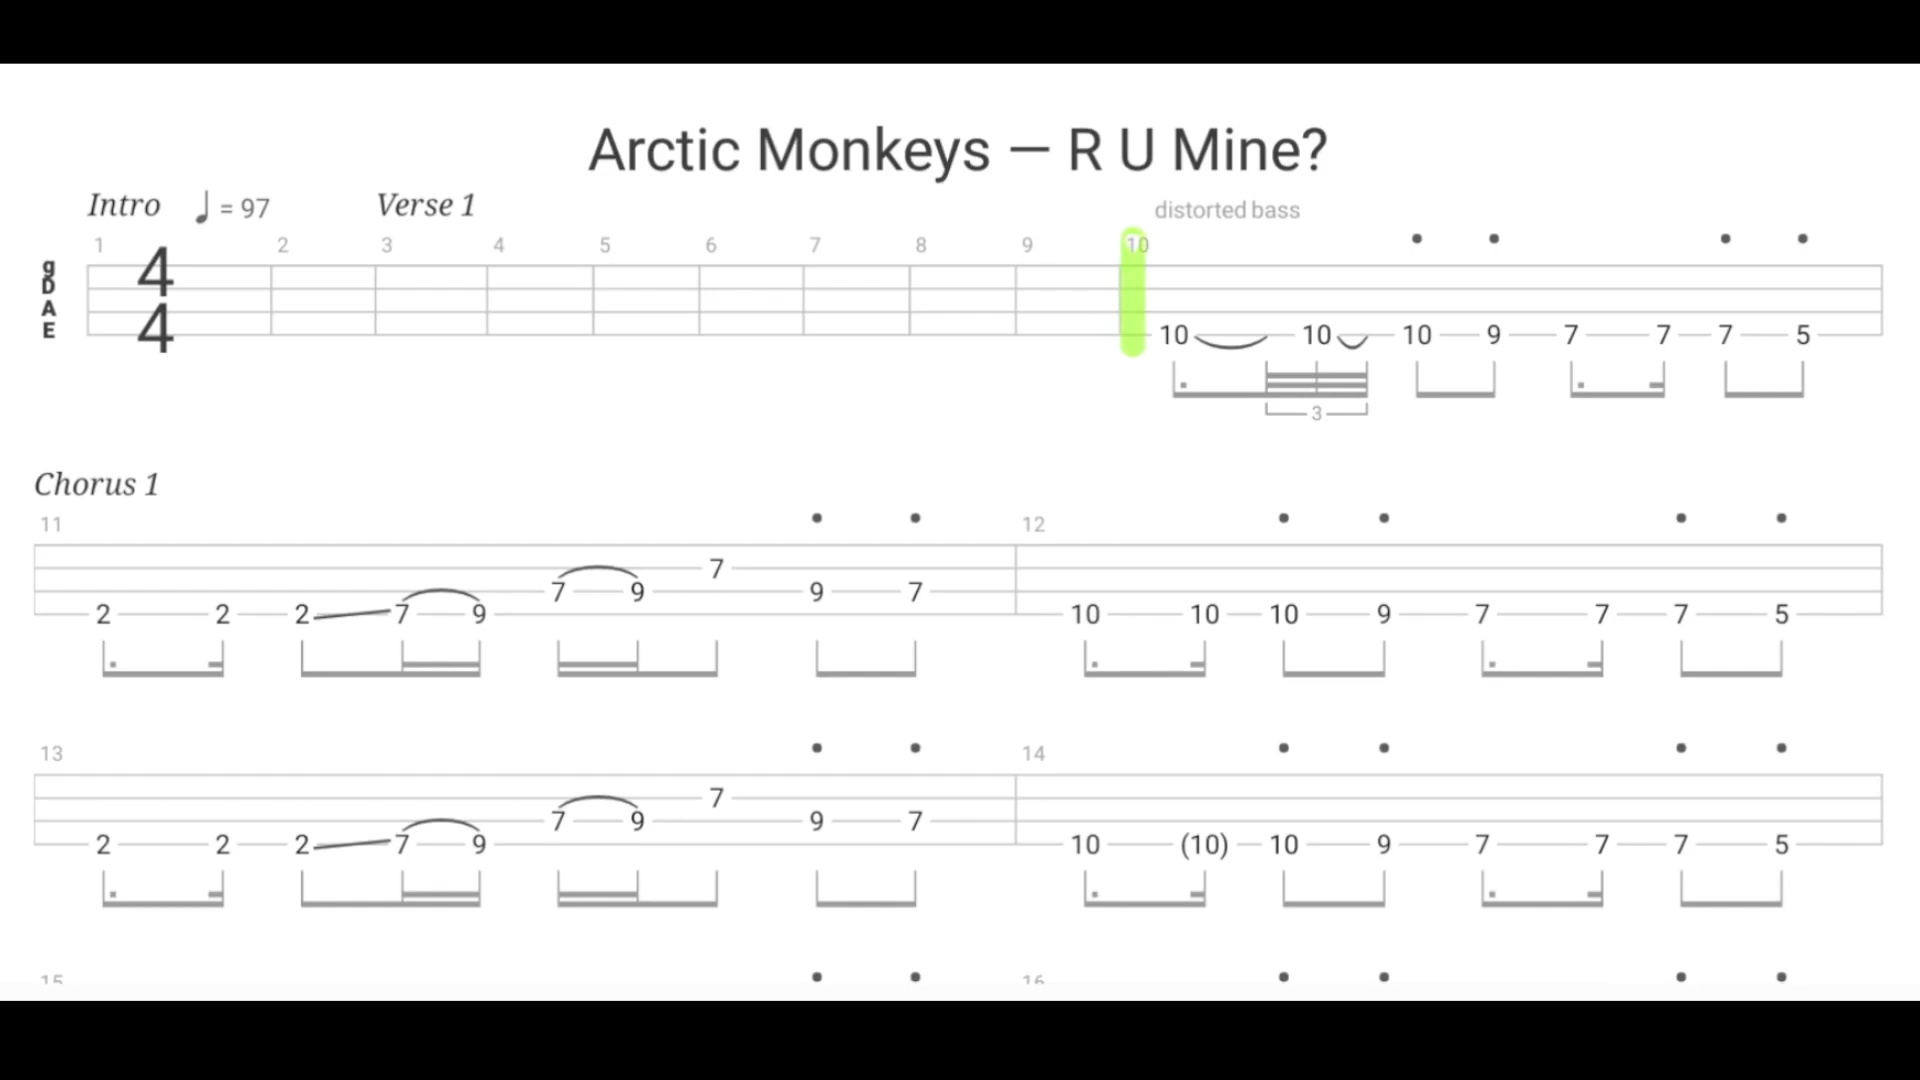 Arctic Monkeys — R U Mine?
Intro ♩ = 97 Verse 1 distorted bass
1 2 3 4 5 6 7 8 9 10
g
D
A
E
4
4
10 10 10 9 7 7 7 5
3
Chorus 1
11 12
7
7 9 9 7
2 2 2 7 9 10 10 10 9 7 7 7 5
13 14
7
7 9 9 7
2 2 2 7 9 10 (10) 10 9 7 7 7 5
15 16